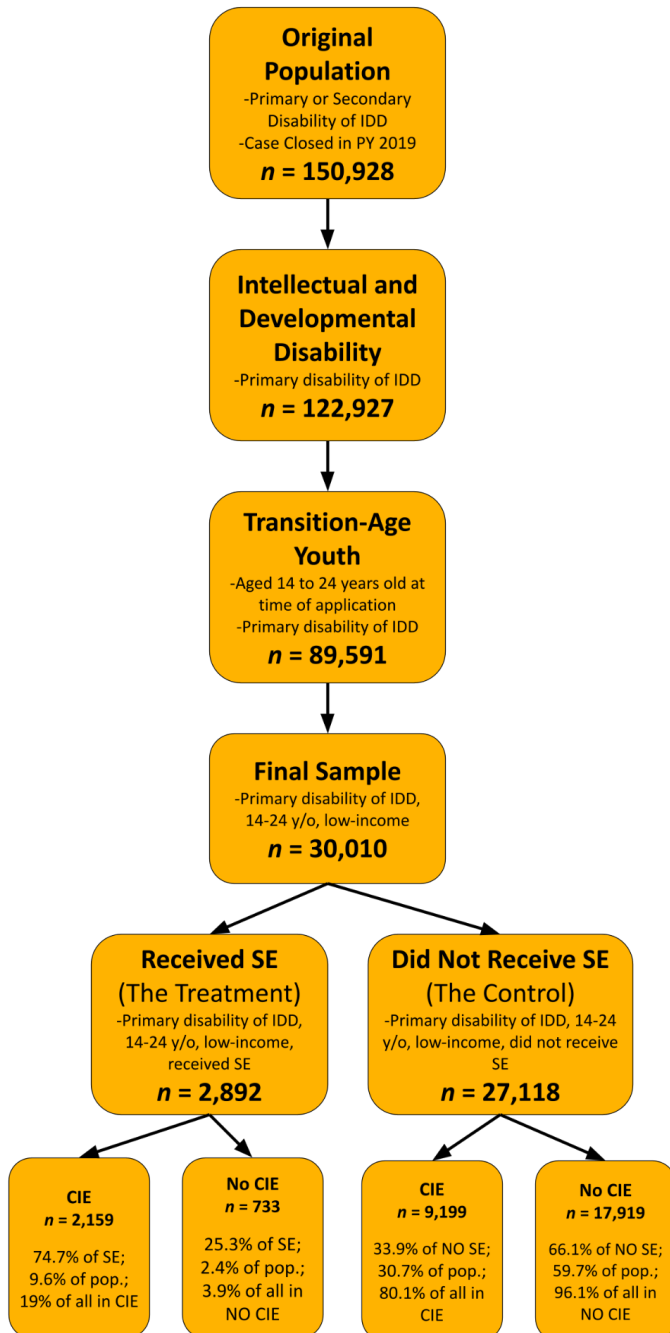 Original
Population
-Primary or Secondary
Disability of IDD
-Case Closed in PY 2019
n = 150,928
Intellectual and
Developmental
Disability
-Primary disability of IDD
n = 122,927
Transition-Age
Youth
-Aged 14 to 24 years old at
time of application
-Primary disability of IDD
n = 89,591
Final Sample
-Primary disability of IDD,
14-24 y/o, low-income
n = 30,010
Received SE
(The Treatment)
-Primary disability of IDD,
14-24 y/o, low-income,
received SE
n = 2,892
Did Not Receive SE
(The Control)
-Primary disability of IDD, 14-24
y/o, low-income, did not receive
SE
n = 27,118
CIE
n = 2,159
74.7% of SE;
9.6% of pop.;
19% of all in CIE
No CIE
n = 733
25.3% of SE;
2.4% of pop.;
3.9% of all in
NO CIE
CIE
n = 9,199
33.9% of NO SE;
30.7% of pop.;
80.1% of all in
CIE
No CIE
n = 17,919
66.1% of NO SE;
59.7% of pop.;
96.1% of all in
NO CIE